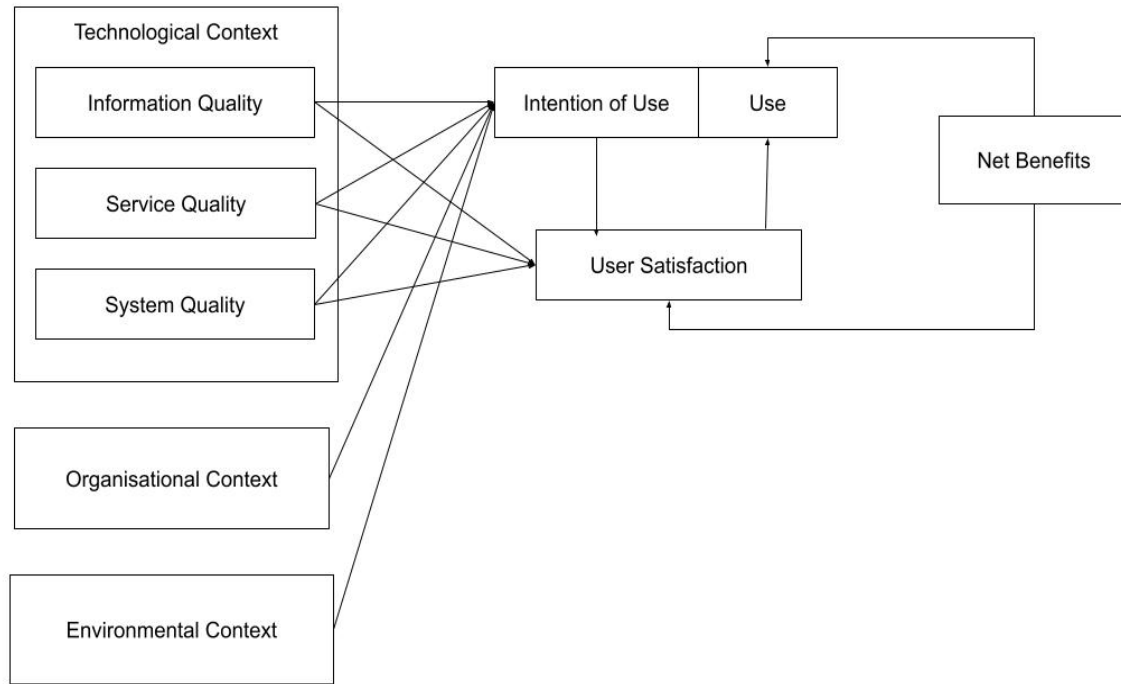 Technological Context
Information Quality
Service Quality
System Quality
Organisational Context
Environmental Context
Intention of Use
Use
User Satisfaction
Net Benefits